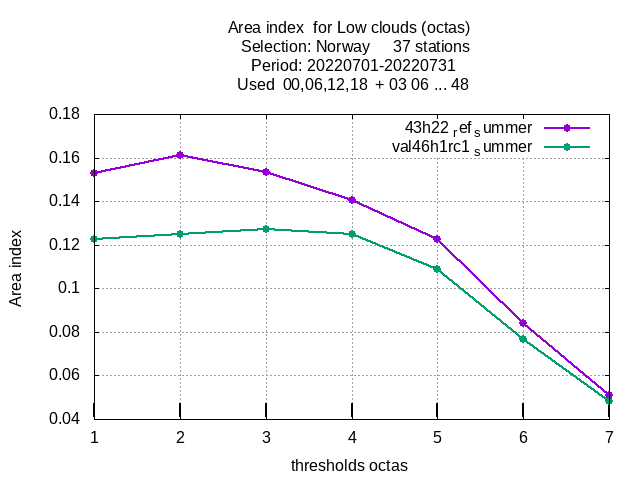 Area index  for Low clouds (octas)
Selection: Norway     37 stations
Period: 20220701-20220731
Used  00,06,12,18  + 03 06 ... 48
0.18
0.16
0.14
0.12
0.1
0.08
0.06
0.04
Area index
43h22 ref summer
val46h1rc1 summer
1 2 3 4 5 6 7
thresholds octas